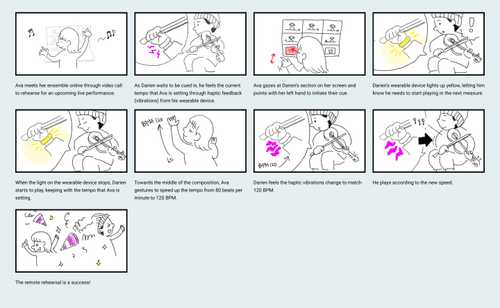 Ava meets her ensemble online through video call
to rehearse for an upcoming live performance.
As Darien waits to be cued in, he feels the current
tempo that Ava is setting through haptic feedback
(vibrations) from his wearable device.
Ava gazes at Darien's section on her screen and
points with her left hand to initiate their cue.
Darien's wearable device lights up yellow, letting him
know he needs to start playing in the next measure.
When the light on the wearable device stops, Darien
starts to play, keeping with the tempo that Ava is
setting.
BPM 120
Towards the middle of the composition, Ava
gestures to speed up the tempo from 80 beats per
minute to 120 BPM.
BPM 120
Darien feels the haptic vibrations change to match
120 BPM.
He plays according to the new speed.
The remote rehearsal is a success!